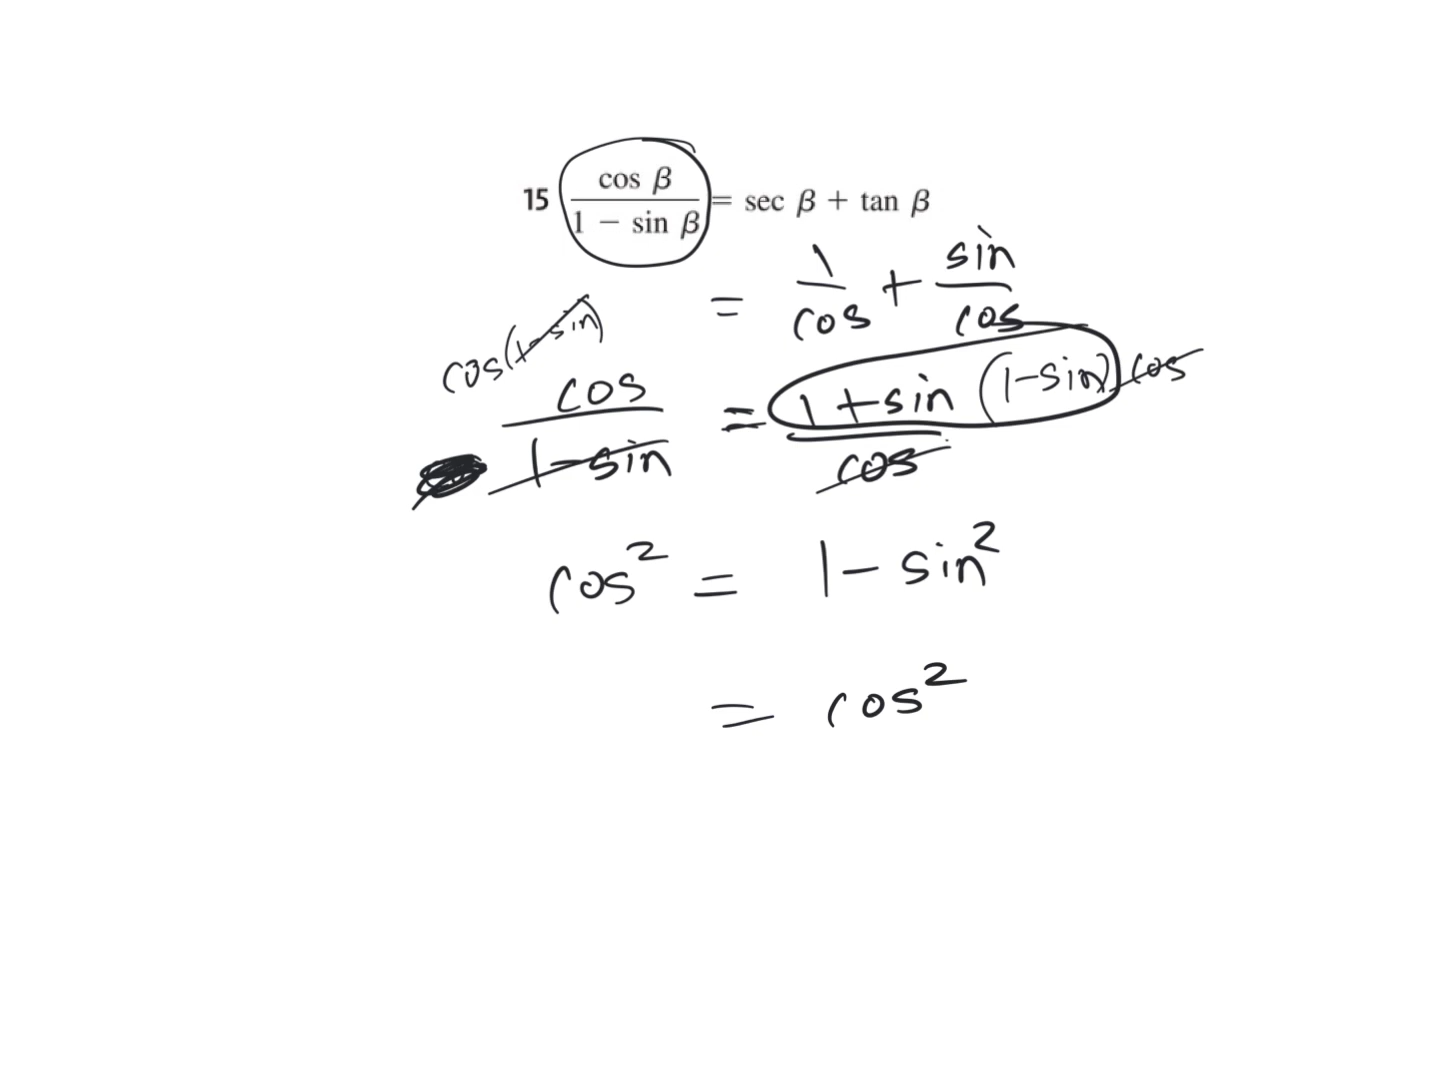 15 cos β / 1 − sin β = sec β + tan β
= 1/cos + sin/cos
cos(1-sin)
cos / 1-sin = 1+sin (1-sin) cos / cos
cos² = 1-sin²
= cos²